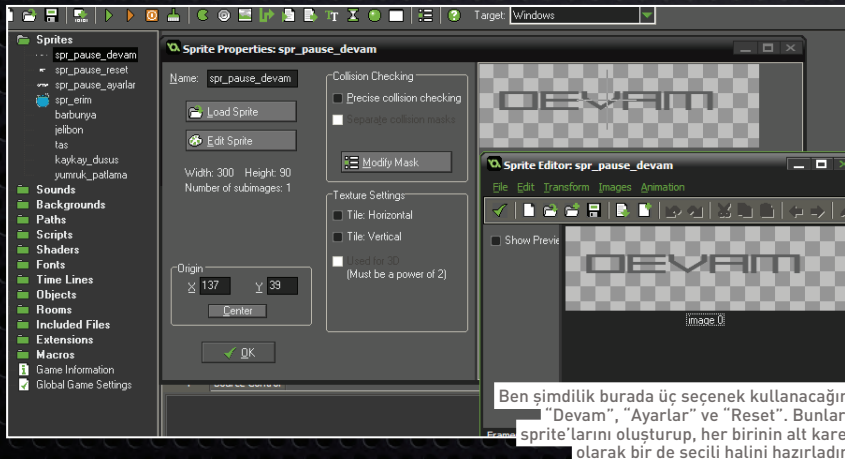 Target: Windows
Sprites
spr_pause_devam
spr_pause_reset
spr_pause_ayarlar
spr_erim
barbunya
jelibon
tas
kaykay_dusus
yumruk_patlama
Sounds
Backgrounds
Paths
Scripts
Shaders
Fonts
Time Lines
Objects
Rooms
Included Files
Extensions
Macros
Game Information
Global Game Settings
Sprite Properties: spr_pause_devam
Name: spr_pause_devam
Load Sprite
Edit Sprite
Width: 300 Height: 90
Number of subimages: 1
Origin
X 137 Y 39
Center
OK
Collision Checking
Precise collision checking
Separate collision masks
Modify Mask
Texture Settings
Tile: Horizontal
Tile: Vertical
Used for 3D
(Must be a power of 2)
DEVAM
Sprite Editor: spr_pause_devam
File Edit Transform Images Animation
Show Previe
DEVAM
image 0
Source Control
Ben şimdilik burada üç seçenek kullanacağım
“Devam”, “Ayarlar” ve “Reset”. Bunlar
sprite’larını oluşturup, her birinin alt kare
olarak bir de seçili halini hazırladım